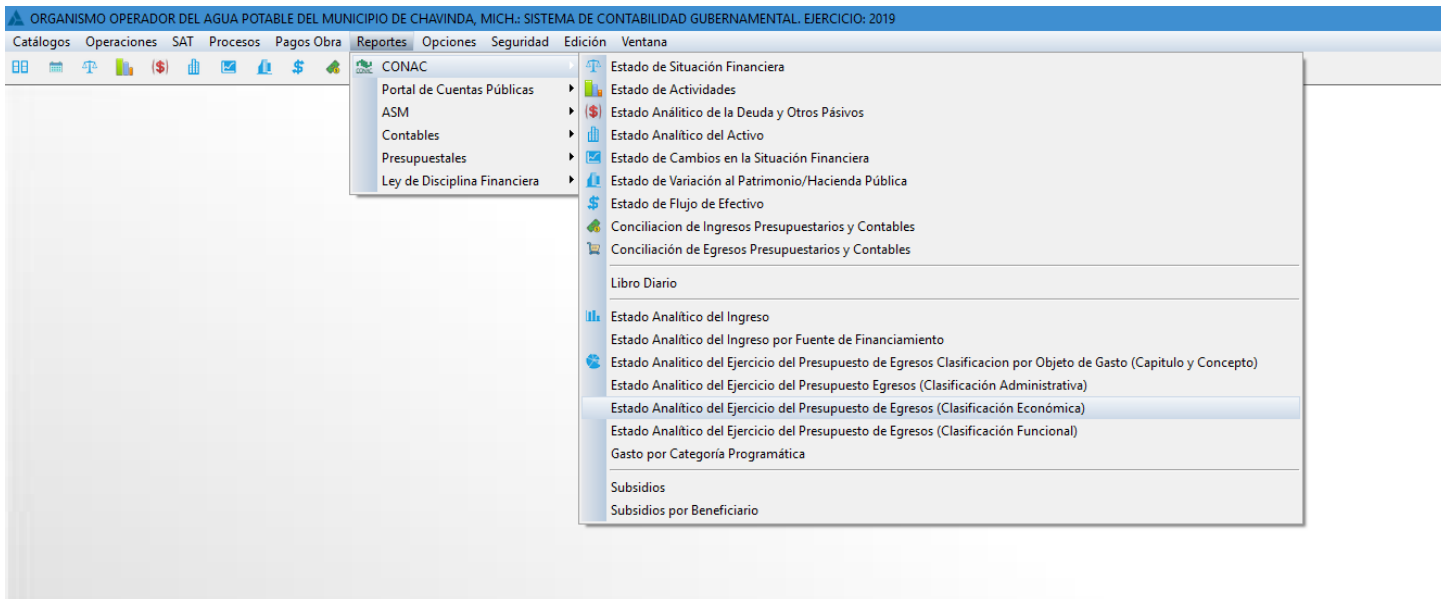 ORGANISMO OPERADOR DEL AGUA POTABLE DEL MUNICIPIO DE CHAVINDA, MICH.: SISTEMA DE CONTABILIDAD GUBERNAMENTAL. EJERCICIO: 2019
Catálogos Operaciones SAT Procesos Pagos Obra Reportes Opciones Seguridad Edición Ventana
CONAC
Portal de Cuentas Públicas
ASM
Contables
Presupuestales
Ley de Disciplina Financiera
Estado de Situación Financiera
Estado de Actividades
Estado Análitico de la Deuda y Otros Pásivos
Estado Analítico del Activo
Estado de Cambios en la Situación Financiera
Estado de Variación al Patrimonio/Hacienda Pública
Estado de Flujo de Efectivo
Conciliacion de Ingresos Presupuestarios y Contables
Conciliación de Egresos Presupuestarios y Contables
Libro Diario
Estado Analítico del Ingreso
Estado Analítico del Ingreso por Fuente de Financiamiento
Estado Analitico del Ejercicio del Presupuesto de Egresos Clasificacion por Objeto de Gasto (Capitulo y Concepto)
Estado Analitico del Ejercicio del Presupuesto Egresos (Clasificación Administrativa)
Estado Analítico del Ejercicio del Presupuesto de Egresos (Clasificación Económica)
Estado Analítico del Ejercicio del Presupuesto de Egresos (Clasificación Funcional)
Gasto por Categoría Programática
Subsidios
Subsidios por Beneficiario